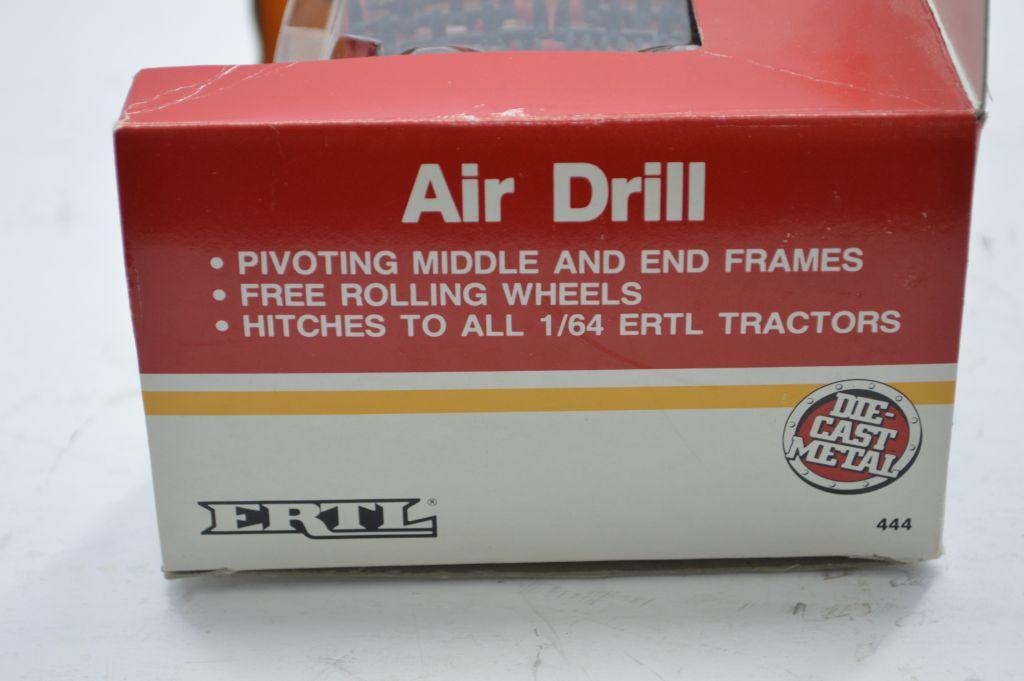 Air Drill
• PIVOTING MIDDLE AND END FRAMES
• FREE ROLLING WHEELS
• HITCHES TO ALL 1/64 ERTL TRACTORS
DIE-
CAST
METAL
ERTL®
444